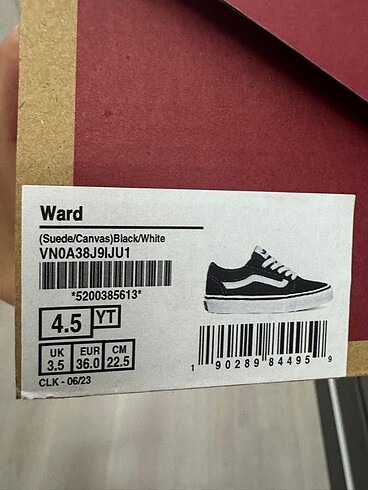 Ward
(Suede/Canvas)Black/White
VN0A38J9IJU1
*5200385613*
4.5 YT
UK EUR CM
3.5 36.0 22.5
CLK - 06/23
1 90289 84495 9